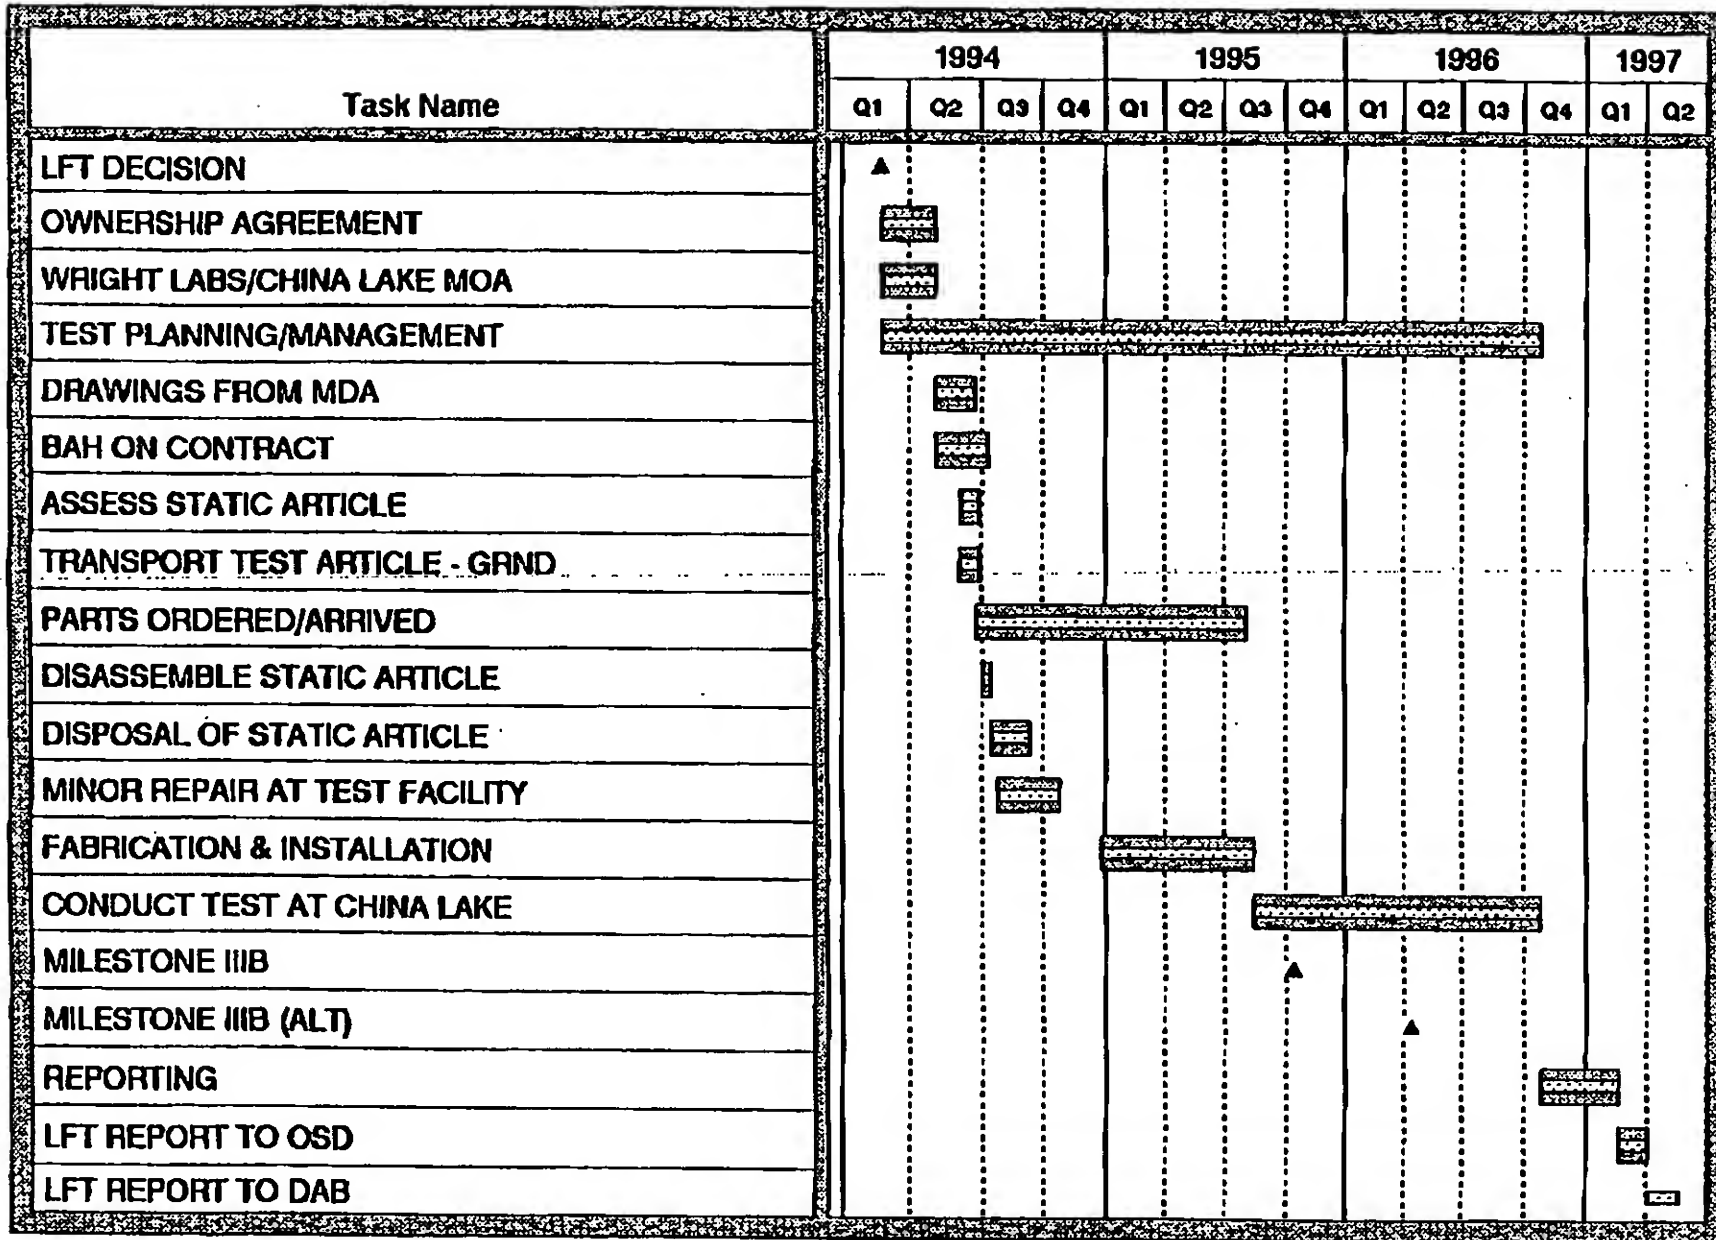 1994 1995 1996 1997
Task Name Q1 Q2 Q3 Q4 Q1 Q2 Q3 Q4 Q1 Q2 Q3 Q4 Q1 Q2
LFT DECISION
OWNERSHIP AGREEMENT
WRIGHT LABS/CHINA LAKE MOA
TEST PLANNING/MANAGEMENT
DRAWINGS FROM MDA
BAH ON CONTRACT
ASSESS STATIC ARTICLE
TRANSPORT TEST ARTICLE - GRND
PARTS ORDERED/ARRIVED
DISASSEMBLE STATIC ARTICLE
DISPOSAL OF STATIC ARTICLE
MINOR REPAIR AT TEST FACILITY
FABRICATION & INSTALLATION
CONDUCT TEST AT CHINA LAKE
MILESTONE IIIB
MILESTONE IIIB (ALT)
REPORTING
LFT REPORT TO OSD
LFT REPORT TO DAB